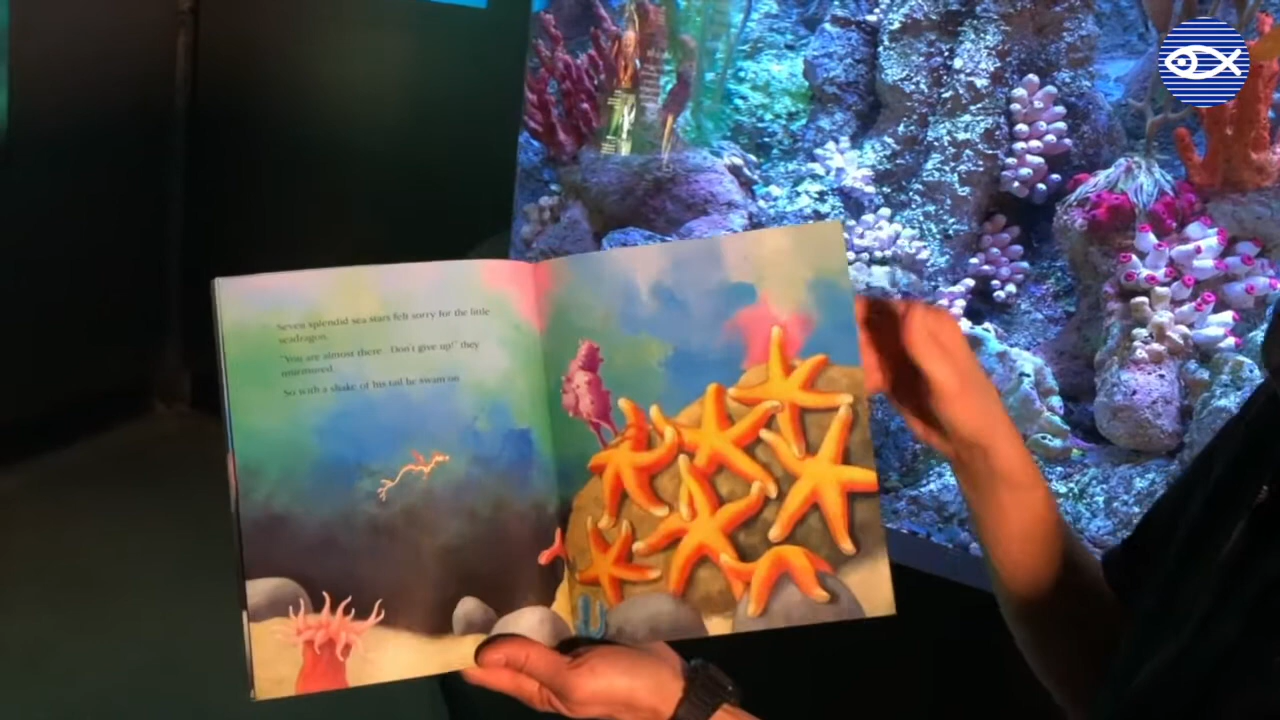 Seven splendid sea stars felt sorry for the little
seadragon.
"You are almost there. Don't give up!" they
murmured.
So with a shake of his tail he swam on